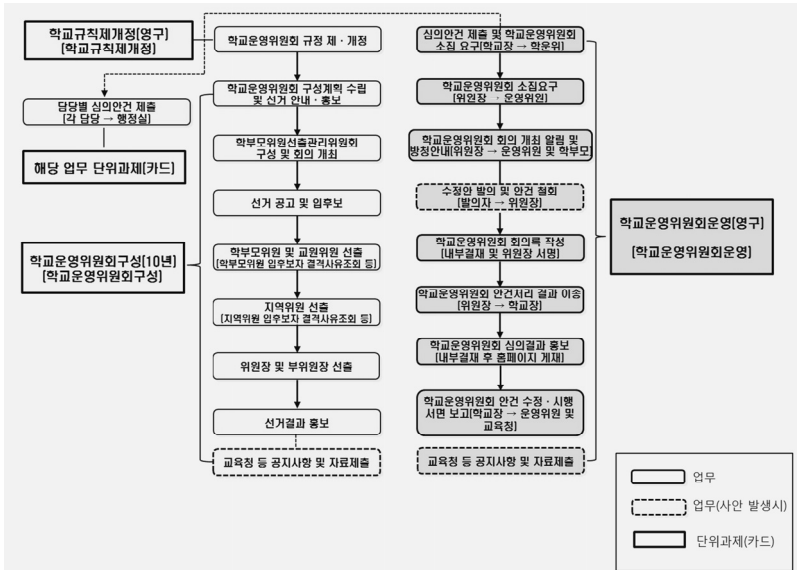 학교규칙제개정[영구]
[학교규칙제개정]
담당별 심의안건 제출
[각 담당 → 행정실]
해당 업무 단위과제[카드]
학교운영위원회구성[10년]
[학교운영위원회구성]
학교운영위원회 규정 제ㆍ개정
학교운영위원회 구성계획 수립
및 선거 안내ㆍ홍보
학부모위원선출관리위원회
구성 및 회의 개최
선거 공고 및 입후보
학부모위원 및 교원위원 선출
[학부모위원 입후보자 결격사유조회 등]
지역위원 선출
[지역위원 입후보자 결격사유조회 등]
위원장 및 부위원장 선출
선거결과 홍보
교육청 등 공지사항 및 자료제출
심의안건 제출 및 학교운영위원회
소집 요구[학교장 → 학운위]
학교운영위원회 소집요구
[위원장 → 운영위원]
학교운영위원회 회의 개최 알림 및
방청안내[위원장 → 운영위원 및 학부모]
수정안 발의 및 안건 철회
[발의자 → 위원장]
학교운영위원회 회의록 작성
[내부결재 및 위원장 서명]
학교운영위원회 안건처리 결과 이송
[위원장 → 학교장]
학교운영위원회 심의결과 홍보
[내부결재 후 홈페이지 게재]
학교운영위원회 안건 수정ㆍ시행
서면 보고[학교장 → 운영위원 및
교육청]
교육청 등 공지사항 및 자료제출
학교운영위원회운영[영구]
[학교운영위원회운영]
업무
업무(사안 발생시)
단위과제(카드)